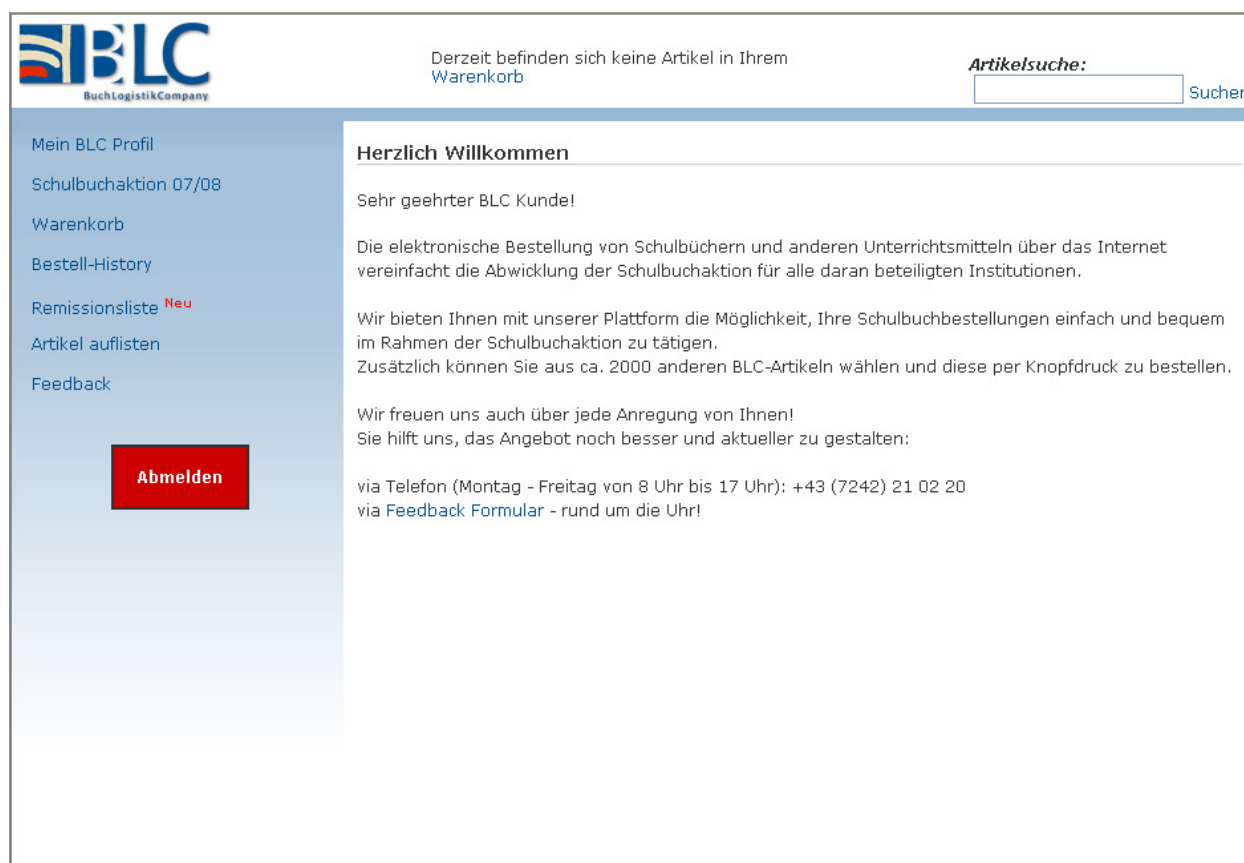 BLC
BuchLogistikCompany
Derzeit befinden sich keine Artikel in Ihrem
Warenkorb
Artikelsuche:
Suchen
Mein BLC Profil
Schulbuchaktion 07/08
Warenkorb
Bestell-History
Remissionsliste Neu
Artikel auflisten
Feedback
Abmelden
Herzlich Willkommen
Sehr geehrter BLC Kunde!
Die elektronische Bestellung von Schulbüchern und anderen Unterrichtsmitteln über das Internet
vereinfacht die Abwicklung der Schulbuchaktion für alle daran beteiligten Institutionen.
Wir bieten Ihnen mit unserer Plattform die Möglichkeit, Ihre Schulbuchbestellungen einfach und bequem
im Rahmen der Schulbuchaktion zu tätigen.
Zusätzlich können Sie aus ca. 2000 anderen BLC-Artikeln wählen und diese per Knopfdruck zu bestellen.
Wir freuen uns auch über jede Anregung von Ihnen!
Sie hilft uns, das Angebot noch besser und aktueller zu gestalten:
via Telefon (Montag - Freitag von 8 Uhr bis 17 Uhr): +43 (7242) 21 02 20
via Feedback Formular - rund um die Uhr!